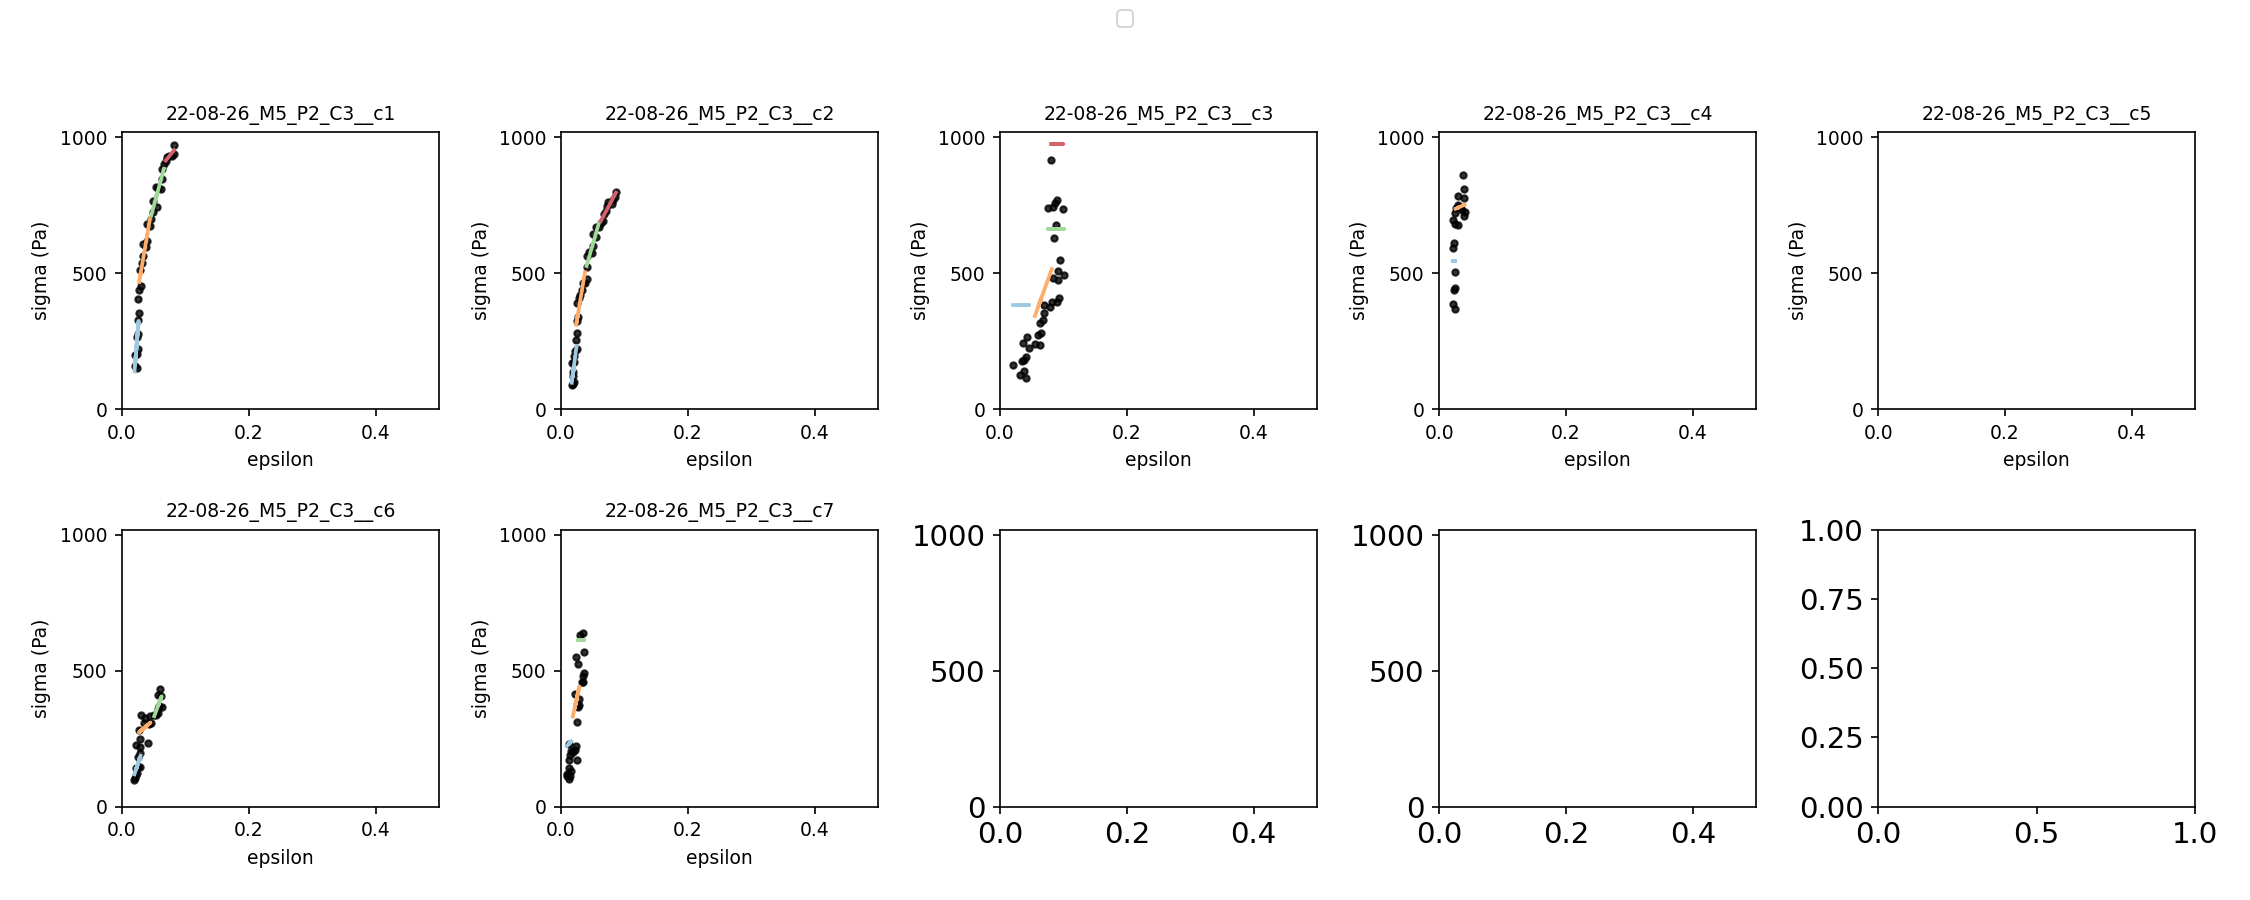 22-08-26_M5_P2_C3__c1
1000
500
0
0.0 0.2 0.4
sigma (Pa)
epsilon
22-08-26_M5_P2_C3__c2
1000
500
0
0.0 0.2 0.4
sigma (Pa)
epsilon
22-08-26_M5_P2_C3__c3
1000
500
0
0.0 0.2 0.4
sigma (Pa)
epsilon
22-08-26_M5_P2_C3__c4
1000
500
0
0.0 0.2 0.4
sigma (Pa)
epsilon
22-08-26_M5_P2_C3__c5
1000
500
0
0.0 0.2 0.4
sigma (Pa)
epsilon
22-08-26_M5_P2_C3__c6
1000
500
0
0.0 0.2 0.4
sigma (Pa)
epsilon
22-08-26_M5_P2_C3__c7
1000
500
0
0.0 0.2 0.4
sigma (Pa)
epsilon
1000
500
0
0.0 0.2 0.4
1000
500
0
0.0 0.2 0.4
1.00
0.75
0.50
0.25
0.00
0.0 0.5 1.0